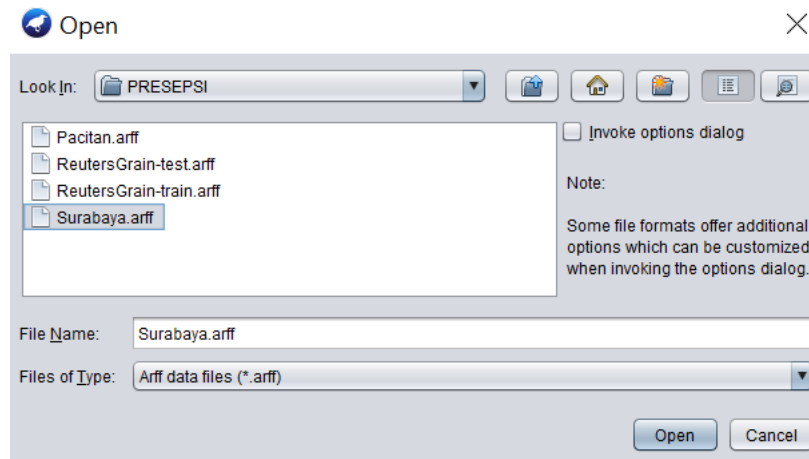 Open
Look In: PRESEPSI
Pacitan.arff
ReutersGrain-test.arff
ReutersGrain-train.arff
Surabaya.arff
Invoke options dialog
Note:
Some file formats offer additional
options which can be customized
when invoking the options dialog.
File Name: Surabaya.arff
Files of Type: Arff data files (*.arff)
Open Cancel